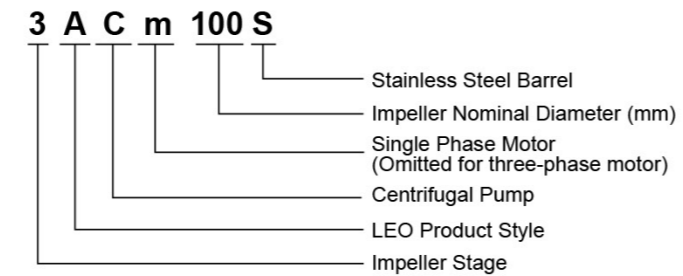 3 A C m 100 S
Stainless Steel Barrel
Impeller Nominal Diameter (mm)
Single Phase Motor
(Omitted for three-phase motor)
Centrifugal Pump
LEO Product Style
Impeller Stage